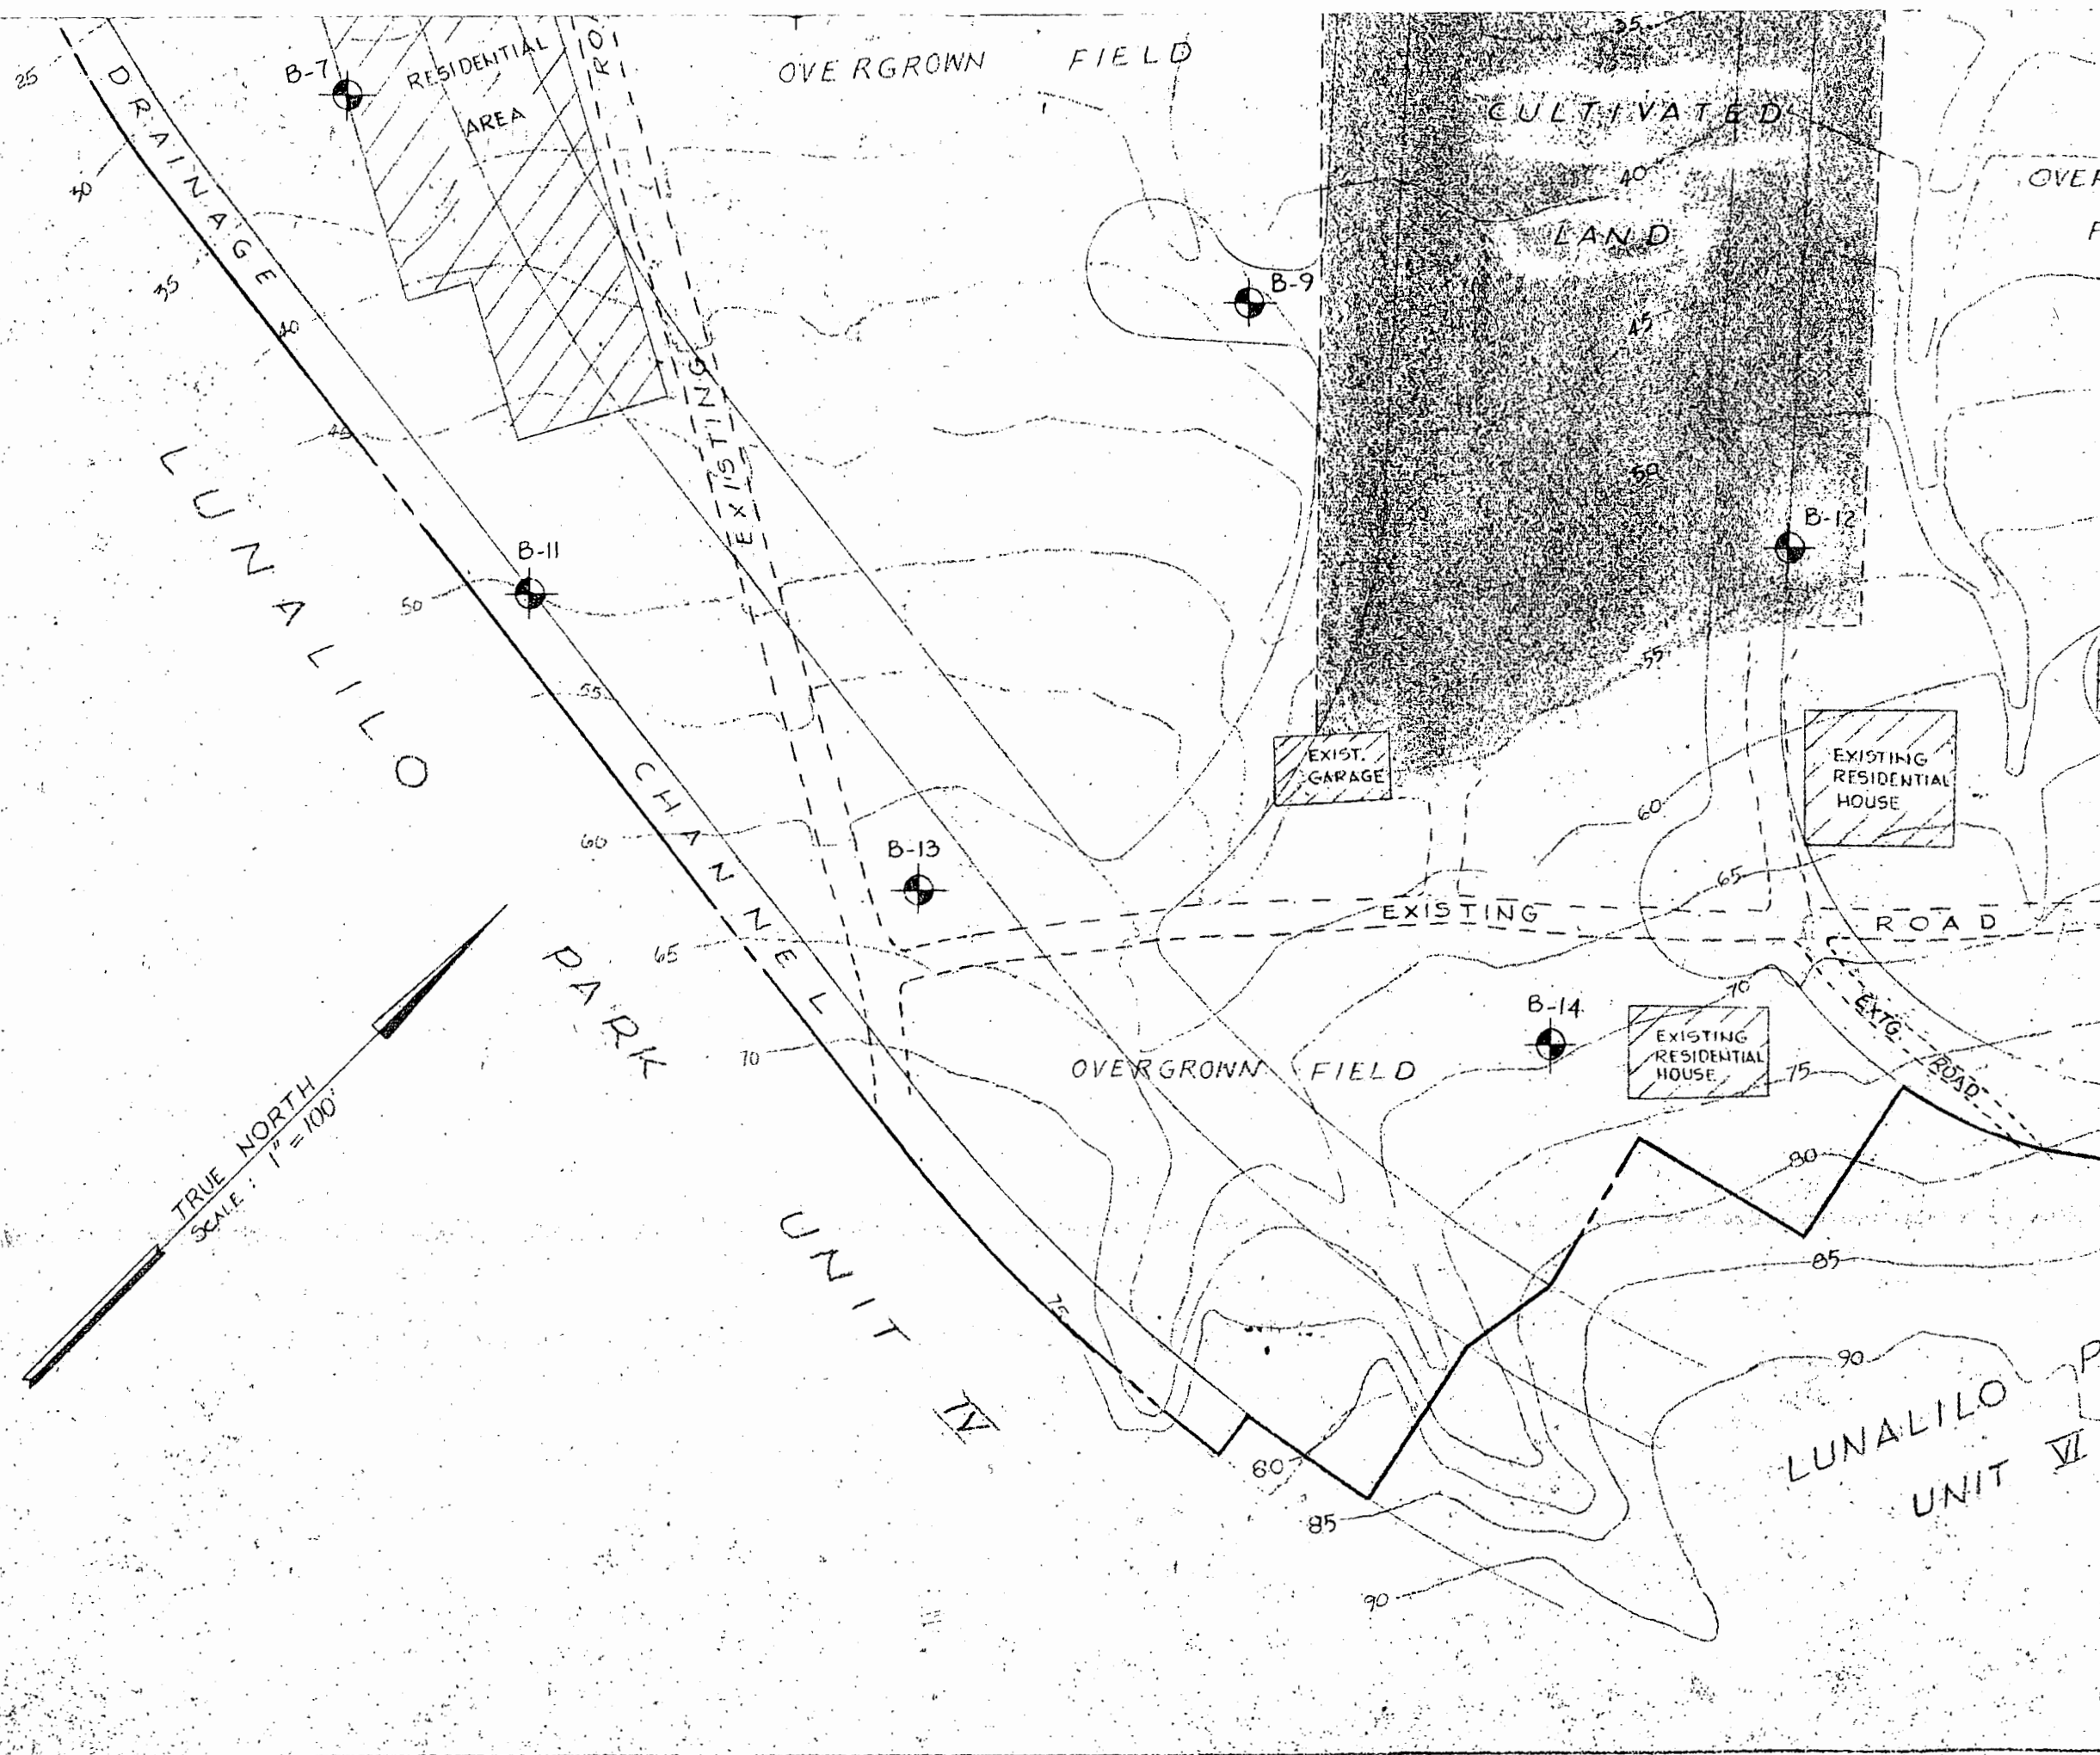 25
B-7
RESIDENTIAL
AREA
RO
OVERGROWN FIELD
35
CULTIVATED
40
LAND
45
50
55
OVER
F
DRAINAGE
30
35
40
45
B-9
B-12
EXISTING
LUNALILO
B-11
50
55
CHANNEL
60
65
70
75
EXIST.
GARAGE
EXISTING
RESIDENTIAL
HOUSE
60
65
B-13
EXISTING ROAD
PARK
B-14
70
EXISTING
RESIDENTIAL
HOUSE
75
EXTG. ROAD
OVERGROWN FIELD
TRUE NORTH
SCALE: 1" = 100'
80
85
90
UNIT IV
60
85
90
LUNALILO P
UNIT VI